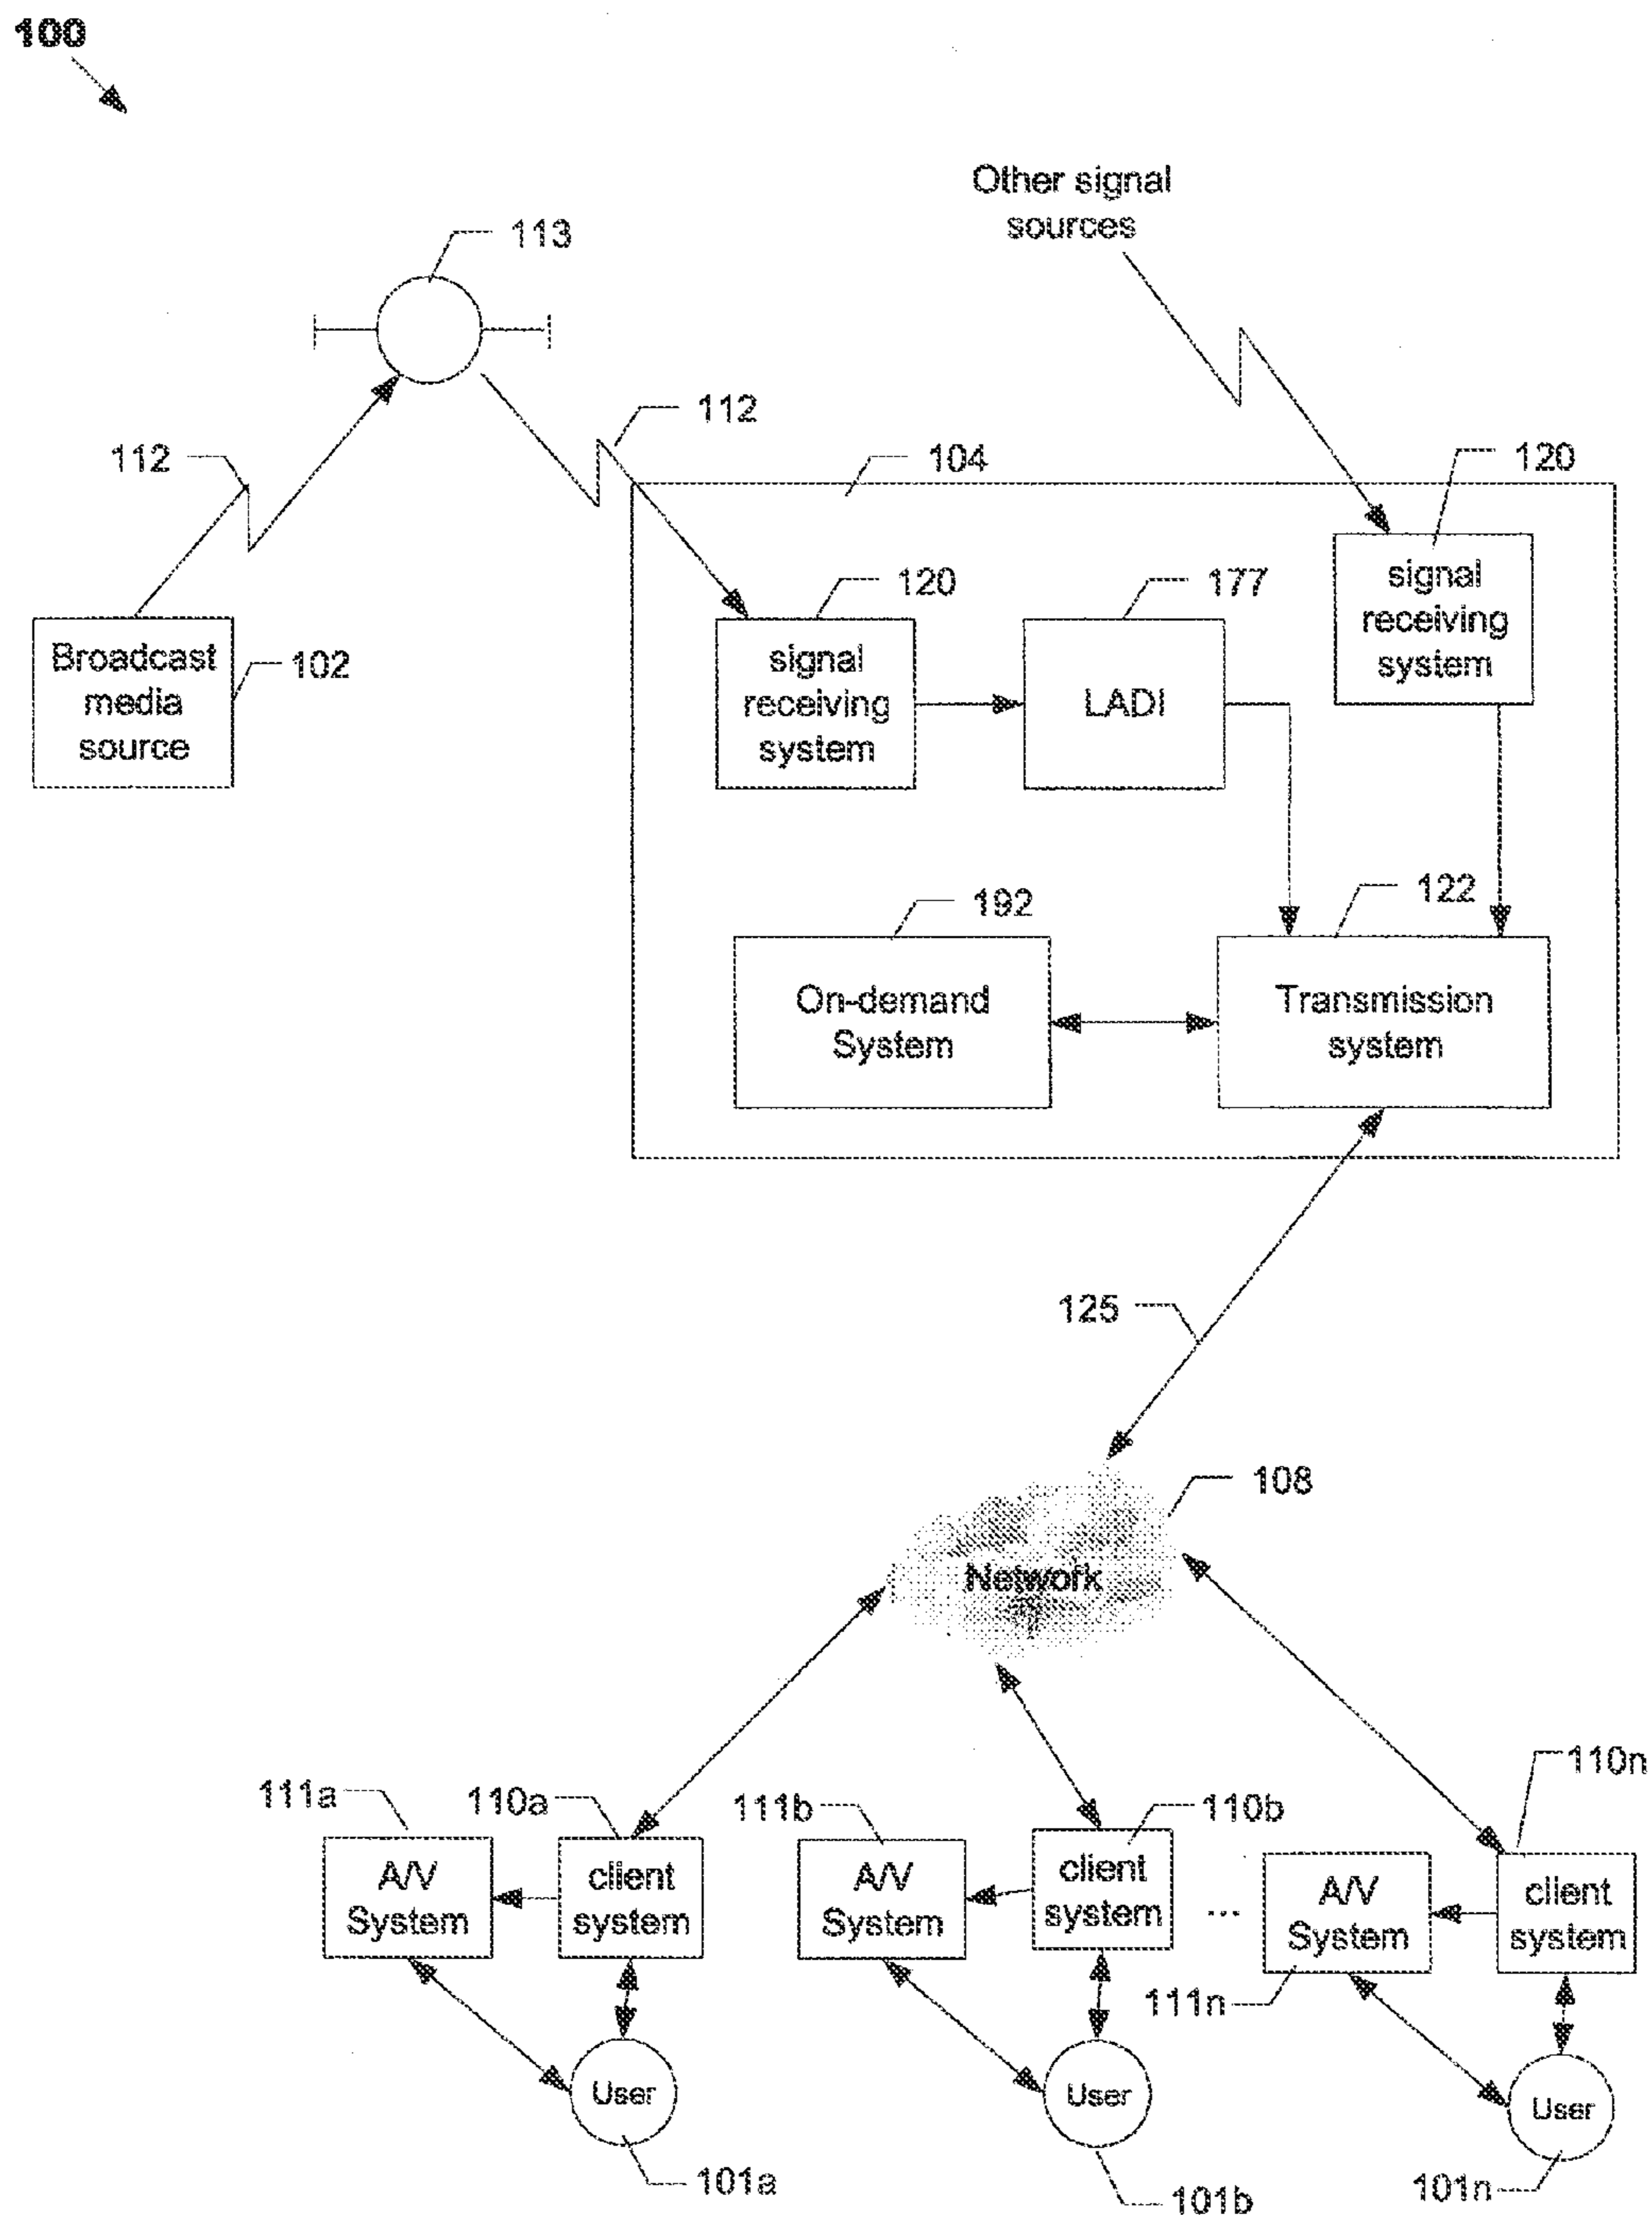 100
Other signal
sources
113
112
112
104
120
120
177
signal
receiving
system
Broadcast
media
source
102
signal
receiving
system
LADI
192
122
On-demand
System
Transmission
system
125
108
Network
110n
111a
110a
111b
110b
A/V
System
client
system
A/V
System
client
system
...
A/V
System
client
system
111n
User
User
User
101a
101b
101n